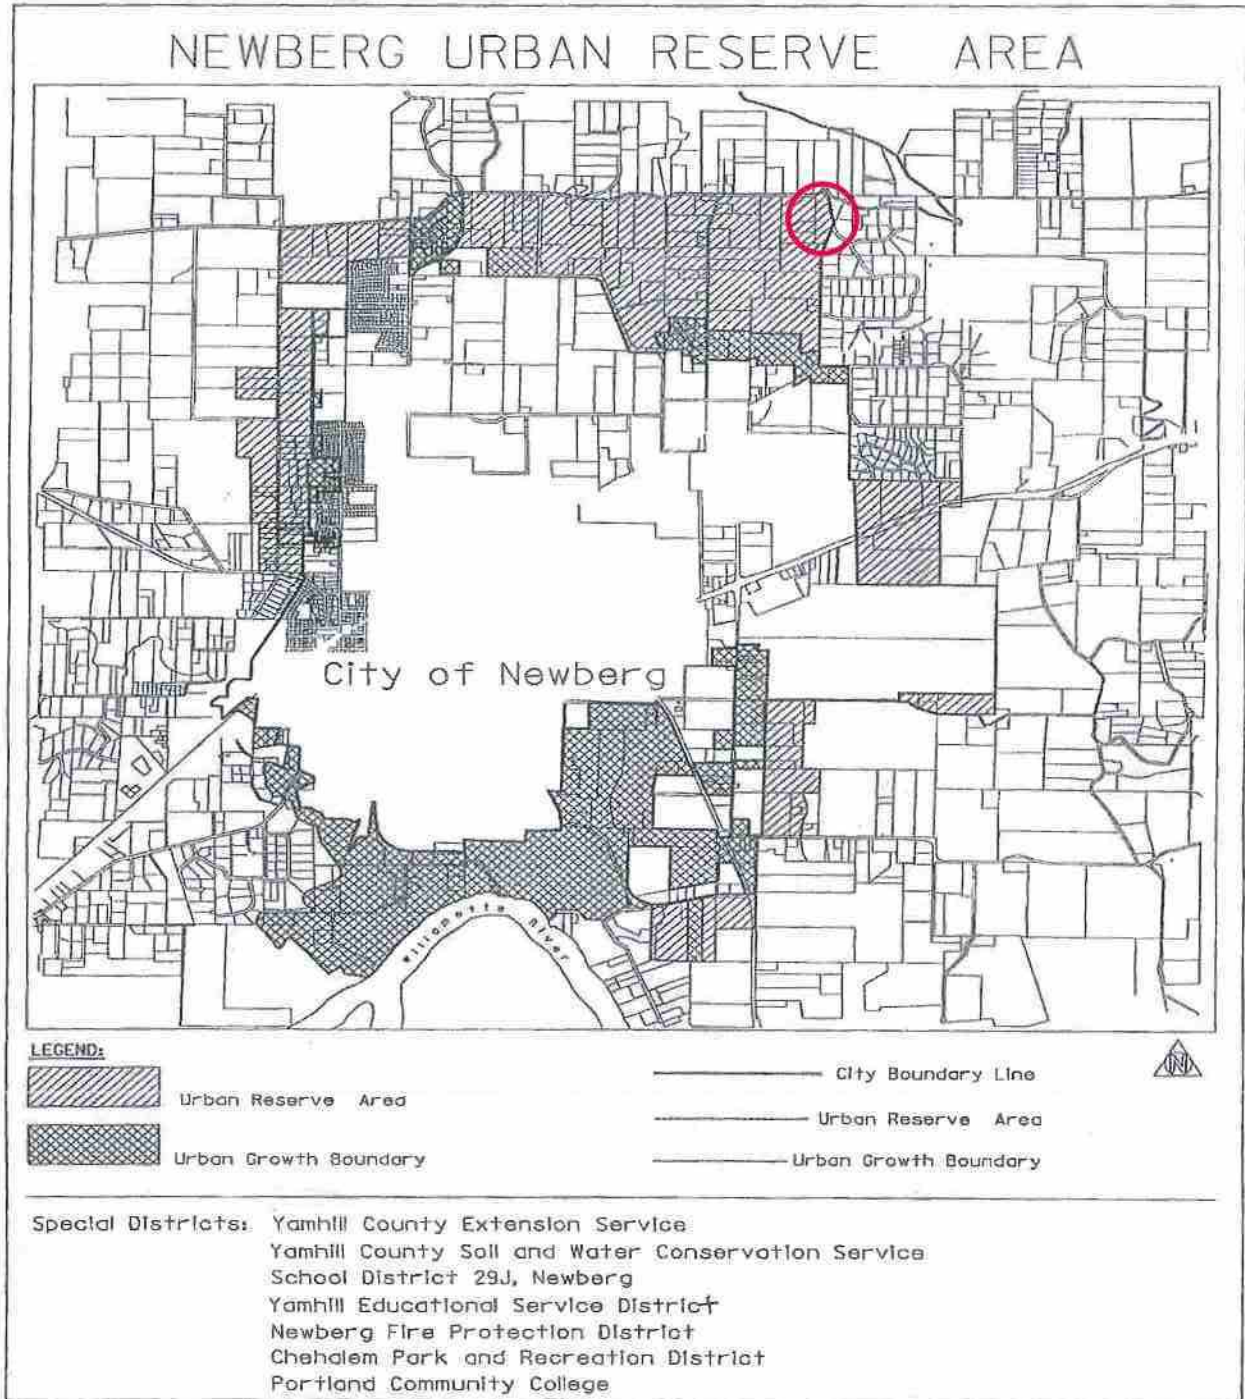 NEWBERG URBAN RESERVE AREA
City of Newberg
Willamette River
LEGEND:
Urban Reserve Area
Urban Growth Boundary
City Boundary Line
Urban Reserve Area
Urban Growth Boundary
N
Special Districts: Yamhill County Extension Service
Yamhill County Soil and Water Conservation Service
School District 29J, Newberg
Yamhill Educational Service District
Newberg Fire Protection District
Chehalem Park and Recreation District
Portland Community College